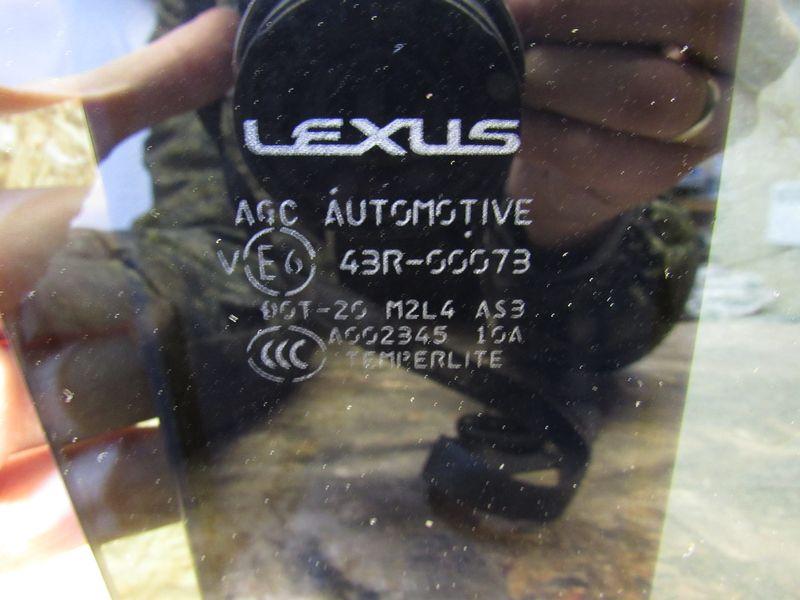 LEXUS
AGC AUTOMOTIVE
V E6 43R-00073
DOT-20 M2L4 AS3
CCC A002345 10A
TEMPERLITE